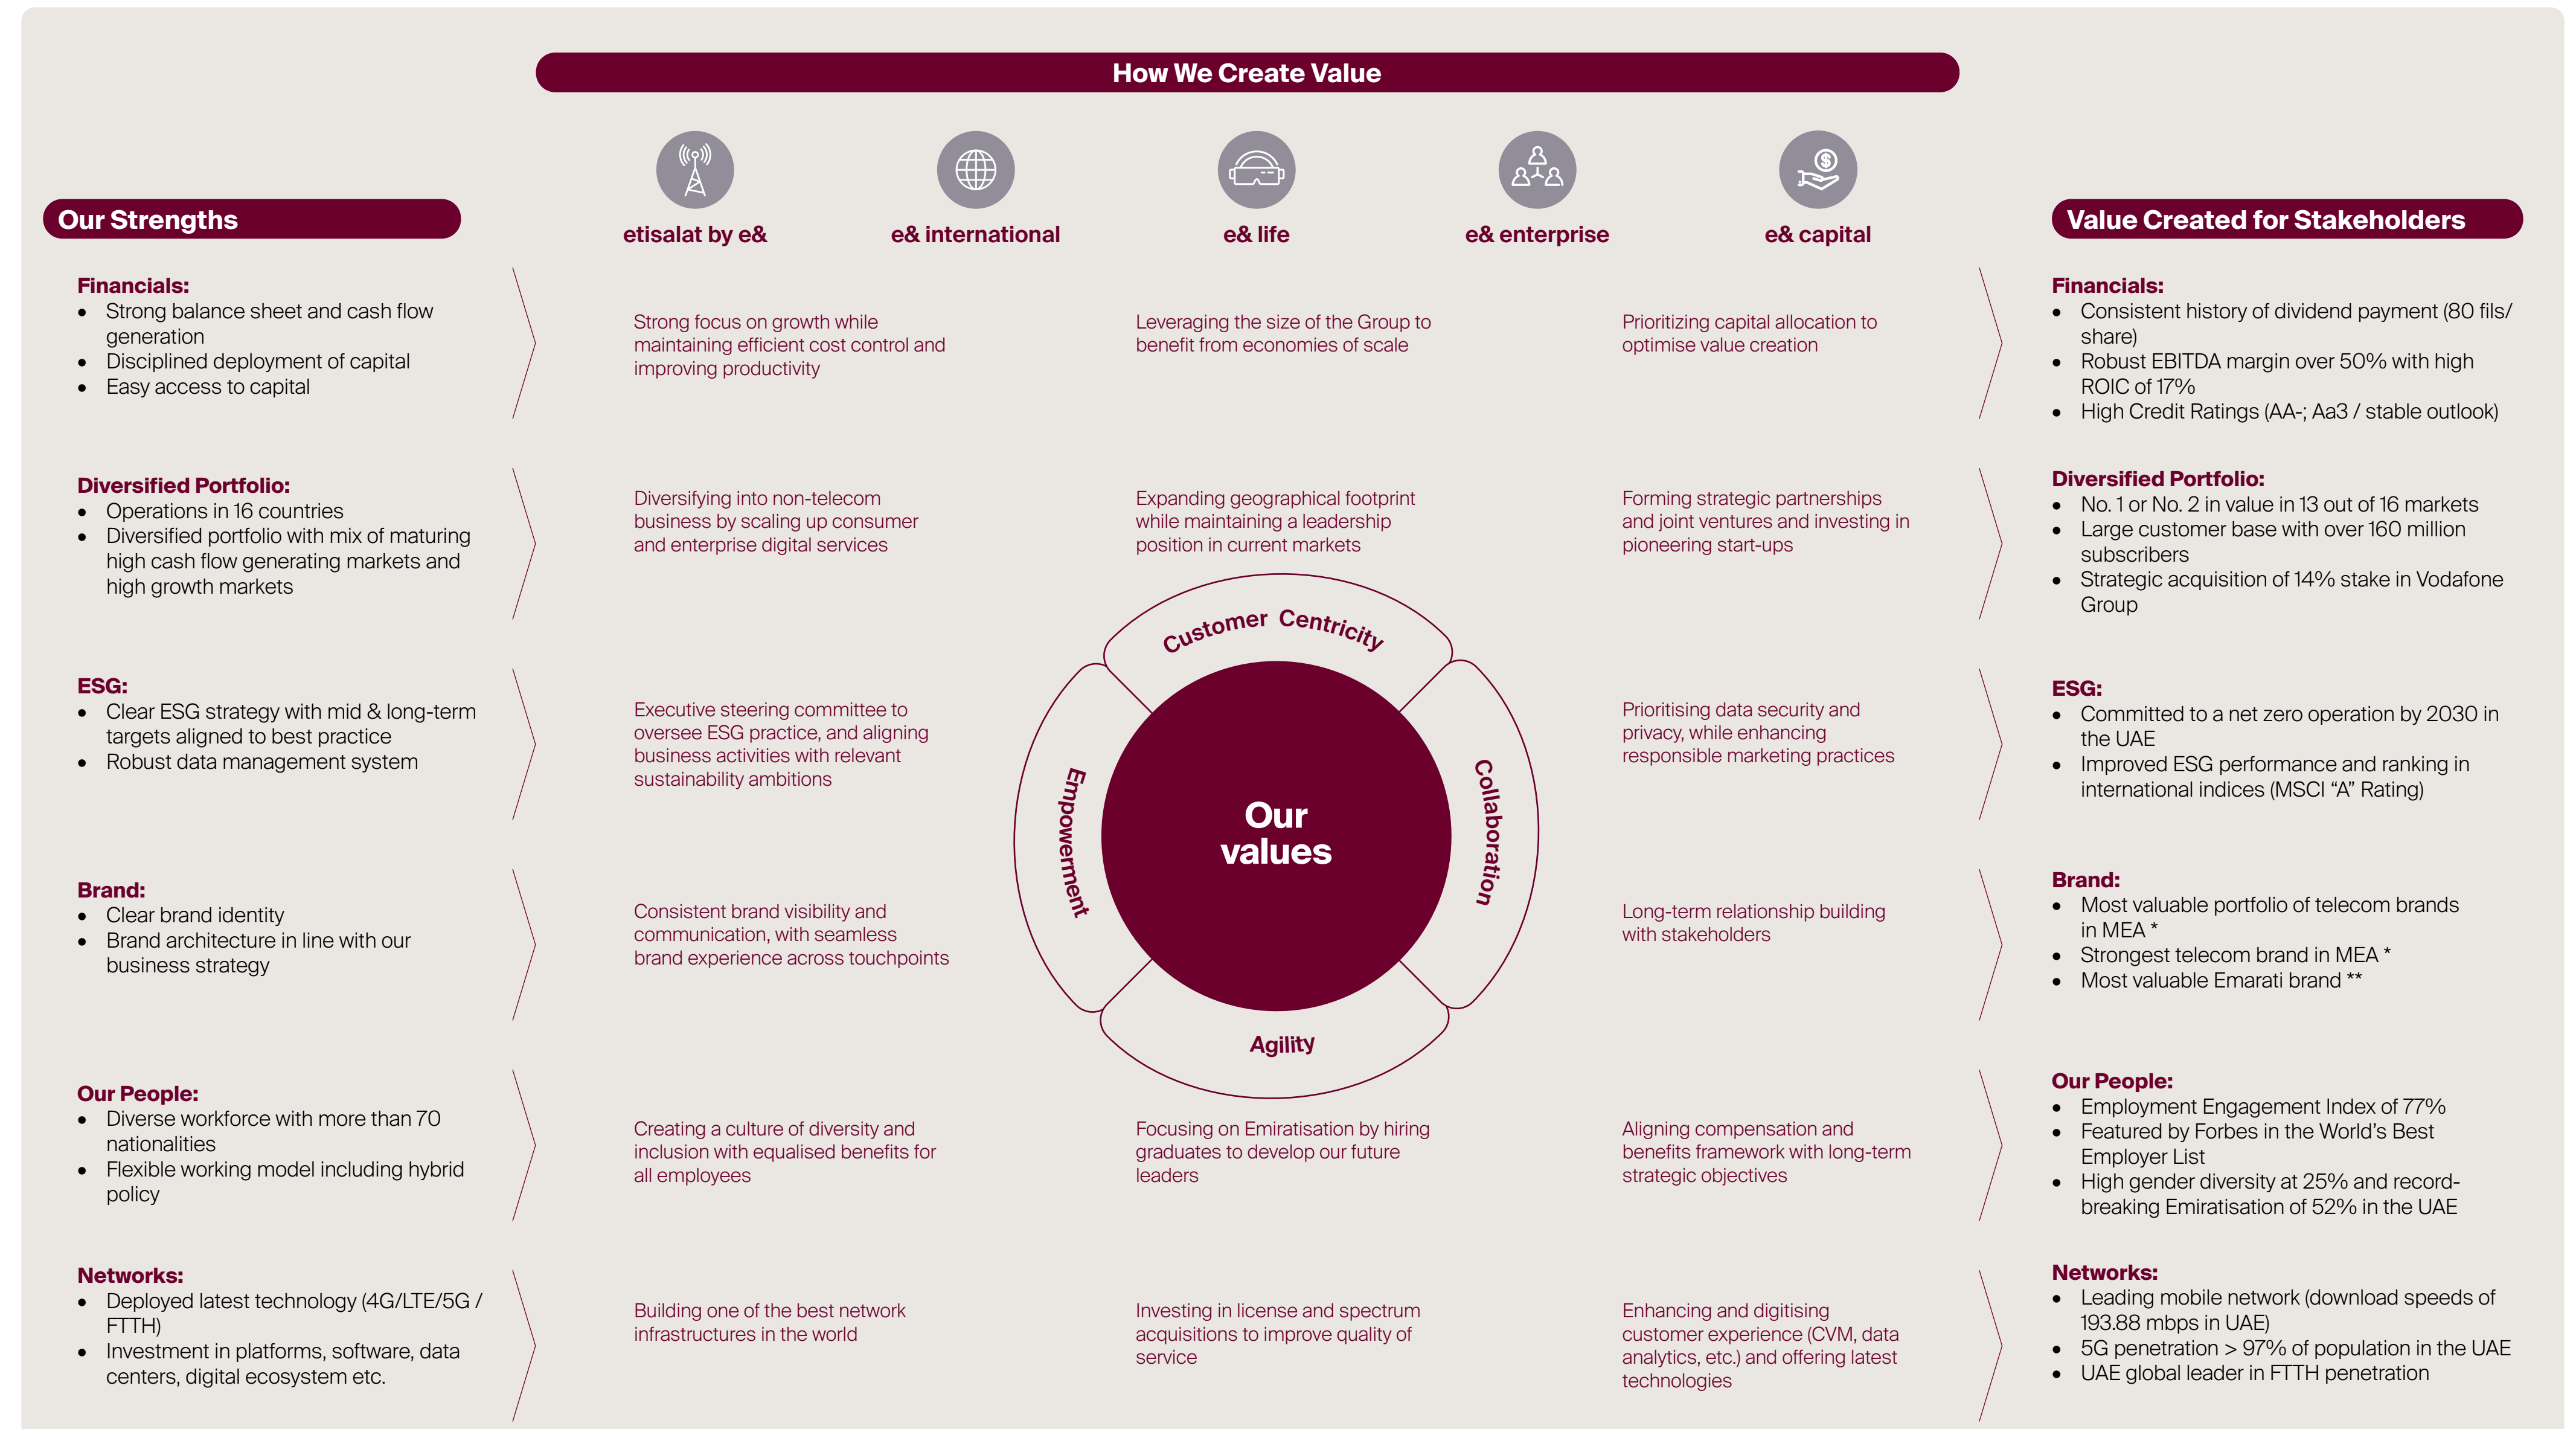 How We Create Value
etisalat by e&
e& international
e& life
e& enterprise
e& capital
Our Strengths
Value Created for Stakeholders
Financials:
• Strong balance sheet and cash flow
generation
• Disciplined deployment of capital
• Easy access to capital
Strong focus on growth while
maintaining efficient cost control and
improving productivity
Leveraging the size of the Group to
benefit from economies of scale
Prioritizing capital allocation to
optimise value creation
Financials:
• Consistent history of dividend payment (80 fils/
share)
• Robust EBITDA margin over 50% with high
ROIC of 17%
• High Credit Ratings (AA-; Aa3 / stable outlook)
Diversified Portfolio:
• Operations in 16 countries
• Diversified portfolio with mix of maturing
high cash flow generating markets and
high growth markets
Diversifying into non-telecom
business by scaling up consumer
and enterprise digital services
Expanding geographical footprint
while maintaining a leadership
position in current markets
Forming strategic partnerships
and joint ventures and investing in
pioneering start-ups
Diversified Portfolio:
• No. 1 or No. 2 in value in 13 out of 16 markets
• Large customer base with over 160 million
subscribers
• Strategic acquisition of 14% stake in Vodafone
Group
ESG:
• Clear ESG strategy with mid & long-term
targets aligned to best practice
• Robust data management system
Executive steering committee to
oversee ESG practice, and aligning
business activities with relevant
sustainability ambitions
Customer Centricity
Empowerment
Our
values
Collaboration
Agility
Prioritising data security and
privacy, while enhancing
responsible marketing practices
ESG:
• Committed to a net zero operation by 2030 in
the UAE
• Improved ESG performance and ranking in
international indices (MSCI “A” Rating)
Brand:
• Clear brand identity
• Brand architecture in line with our
business strategy
Consistent brand visibility and
communication, with seamless
brand experience across touchpoints
Long-term relationship building
with stakeholders
Brand:
• Most valuable portfolio of telecom brands
in MEA *
• Strongest telecom brand in MEA *
• Most valuable Emarati brand **
Our People:
• Diverse workforce with more than 70
nationalities
• Flexible working model including hybrid
policy
Creating a culture of diversity and
inclusion with equalised benefits for
all employees
Focusing on Emiratisation by hiring
graduates to develop our future
leaders
Aligning compensation and
benefits framework with long-term
strategic objectives
Our People:
• Employment Engagement Index of 77%
• Featured by Forbes in the World’s Best
Employer List
• High gender diversity at 25% and record-
breaking Emiratisation of 52% in the UAE
Networks:
• Deployed latest technology (4G/LTE/5G /
FTTH)
• Investment in platforms, software, data
centers, digital ecosystem etc.
Building one of the best network
infrastructures in the world
Investing in license and spectrum
acquisitions to improve quality of
service
Enhancing and digitising
customer experience (CVM, data
analytics, etc.) and offering latest
technologies
Networks:
• Leading mobile network (download speeds of
193.88 mbps in UAE)
• 5G penetration > 97% of population in the UAE
• UAE global leader in FTTH penetration